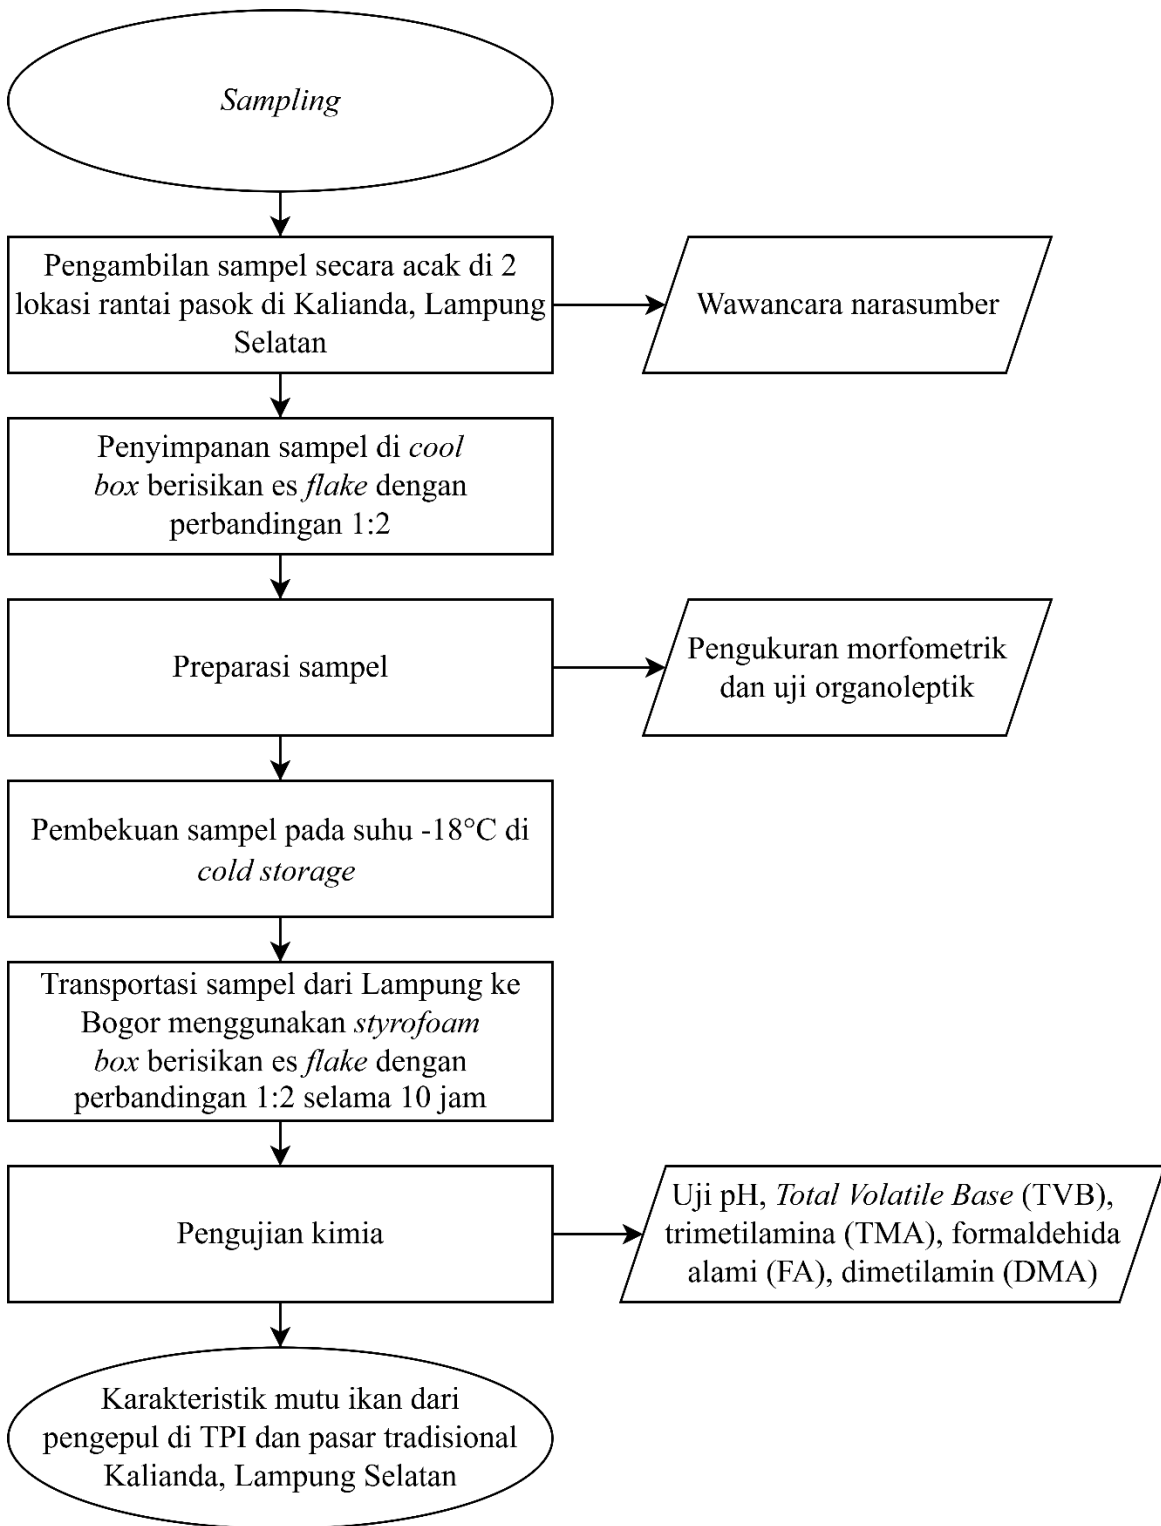 Sampling
Pengambilan sampel secara acak di 2
lokasi rantai pasok di Kalianda, Lampung
Selatan
Wawancara narasumber
Penyimpanan sampel di cool
box berisikan es flake dengan
perbandingan 1:2
Preparasi sampel
Pengukuran morfometrik
dan uji organoleptik
Pembekuan sampel pada suhu -18°C di
cold storage
Transportasi sampel dari Lampung ke
Bogor menggunakan styrofoam
box berisikan es flake dengan
perbandingan 1:2 selama 10 jam
Pengujian kimia
Uji pH, Total Volatile Base (TVB),
trimetilamina (TMA), formaldehida
alami (FA), dimetilamin (DMA)
Karakteristik mutu ikan dari
pengepul di TPI dan pasar tradisional
Kalianda, Lampung Selatan